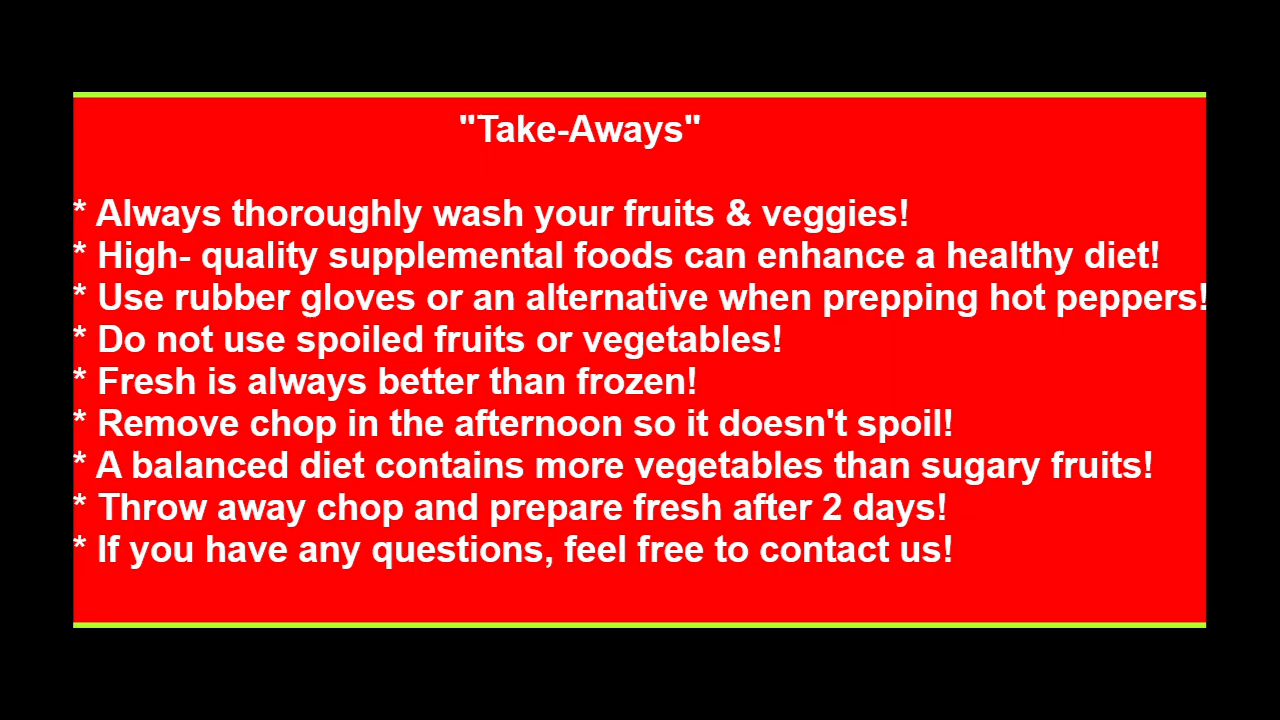 "Take-Aways"
* Always thoroughly wash your fruits & veggies!
* High- quality supplemental foods can enhance a healthy diet!
* Use rubber gloves or an alternative when prepping hot peppers!
* Do not use spoiled fruits or vegetables!
* Fresh is always better than frozen!
* Remove chop in the afternoon so it doesn't spoil!
* A balanced diet contains more vegetables than sugary fruits!
* Throw away chop and prepare fresh after 2 days!
* If you have any questions, feel free to contact us!